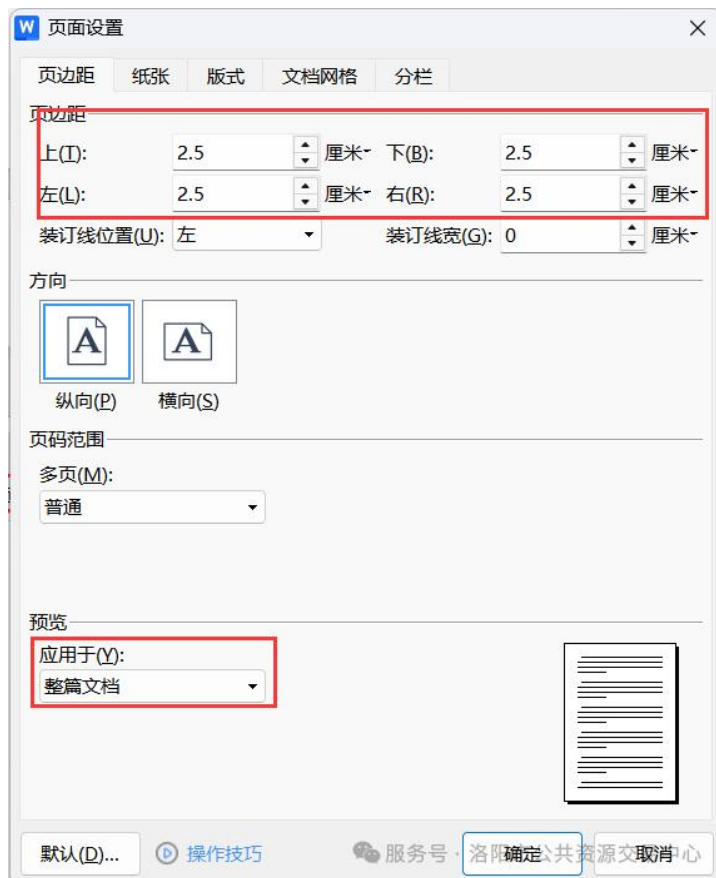 W 页面设置
页边距 纸张 版式 文档网格 分栏
页边距
上(T): 2.5 厘米 下(B): 2.5 厘米
左(L): 2.5 厘米 右(R): 2.5 厘米
装订线位置(U): 左 装订线宽(G): 0 厘米
方向
A A
纵向(P) 横向(S)
页码范围
多页(M):
普通
预览
应用于(Y):
整篇文档
默认(D)... 操作技巧 确定 取消
服务号 · 洛阳 公共资源交 中心